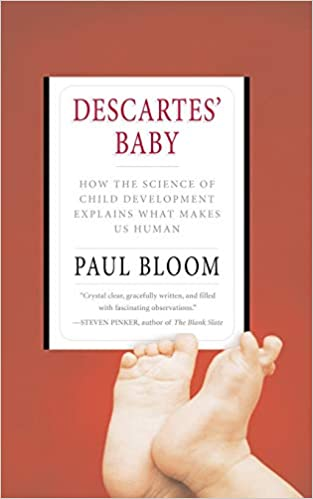 DESCARTES’
BABY
HOW THE SCIENCE OF
CHILD DEVELOPMENT
EXPLAINS WHAT MAKES
US HUMAN
PAUL BLOOM
“Crystal clear, gracefully written, and filled
with fascinating observations.”
—STEVEN PINKER, author of The Blank Slate